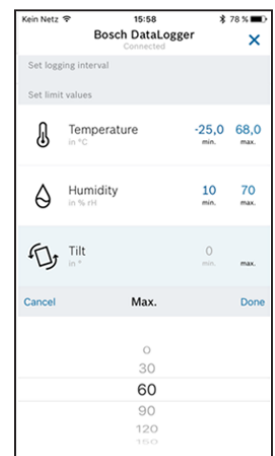 Kein Netz 15:58 78 %
Bosch DataLogger
Connected
Set logging interval
Set limit values
Temperature -25,0 68,0
in °C min. max.
Humidity 10 70
in % rH min. max.
Tilt 0
in ° min. max.
Cancel Max. Done
0
30
60
90
120
150